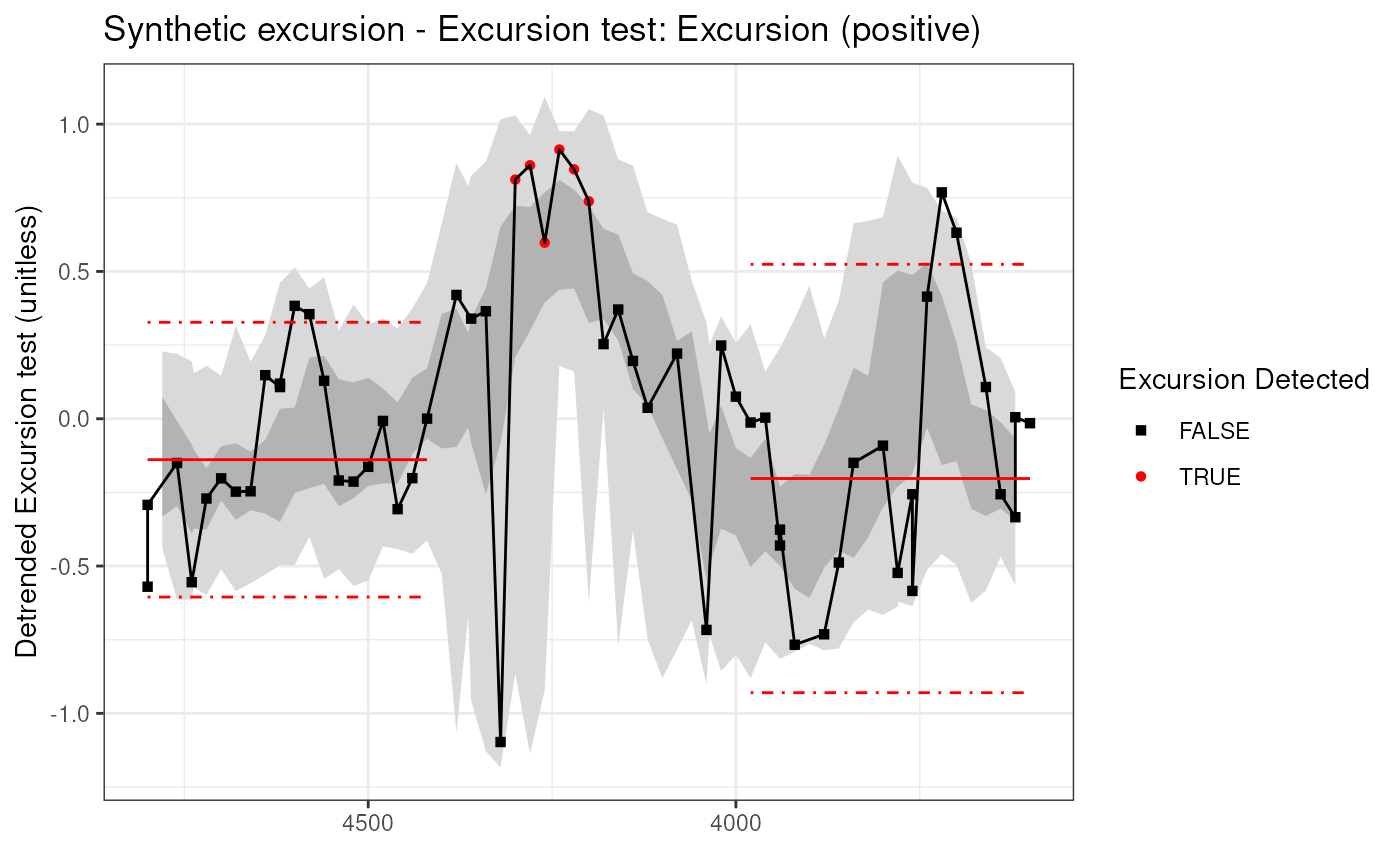 Synthetic excursion - Excursion test: Excursion (positive)
Detrended Excursion test (unitless)
1.0
0.5
0.0
-0.5
-1.0
4500
4000
Excursion Detected
FALSE
TRUE